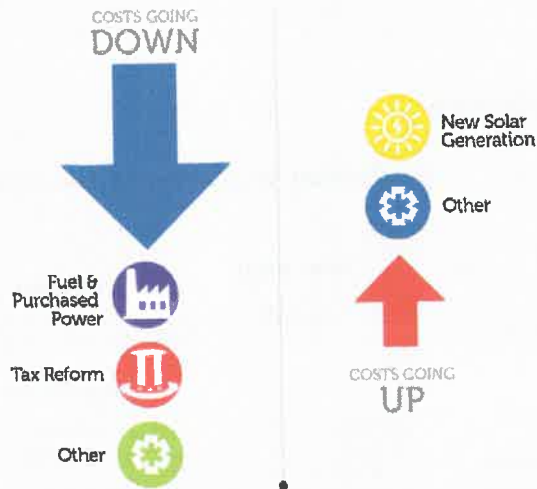 COSTS GOING
DOWN
Fuel &
Purchased
Power
Tax Reform
Other
New Solar
Generation
Other
COSTS GOING
UP